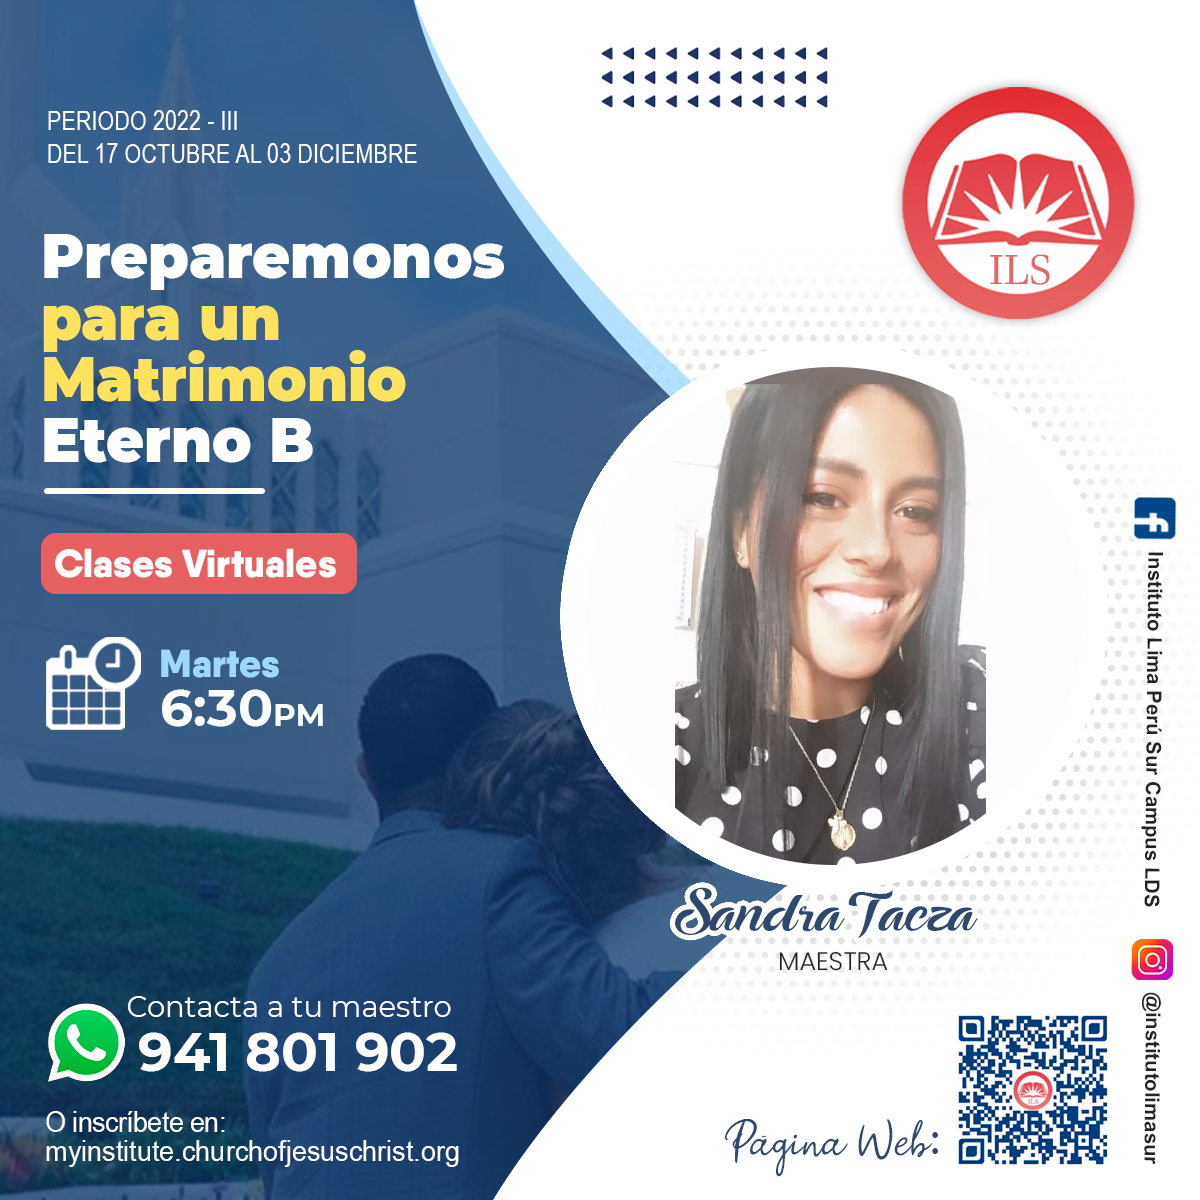 PERIODO 2022 - III
DEL 17 OCTUBRE AL 03 DICIEMBRE
Preparemonos
para un
Matrimonio
Eterno B
Clases Virtuales
Martes
6:30PM
ILS
Sandra Tacza
MAESTRA
Instituto Lima Perú Sur Campus LDS
@institutolimasur
Contacta a tu maestro
941 801 902
O inscríbete en:
myinstitute.churchofjesuschrist.org
Página Web:
ILS